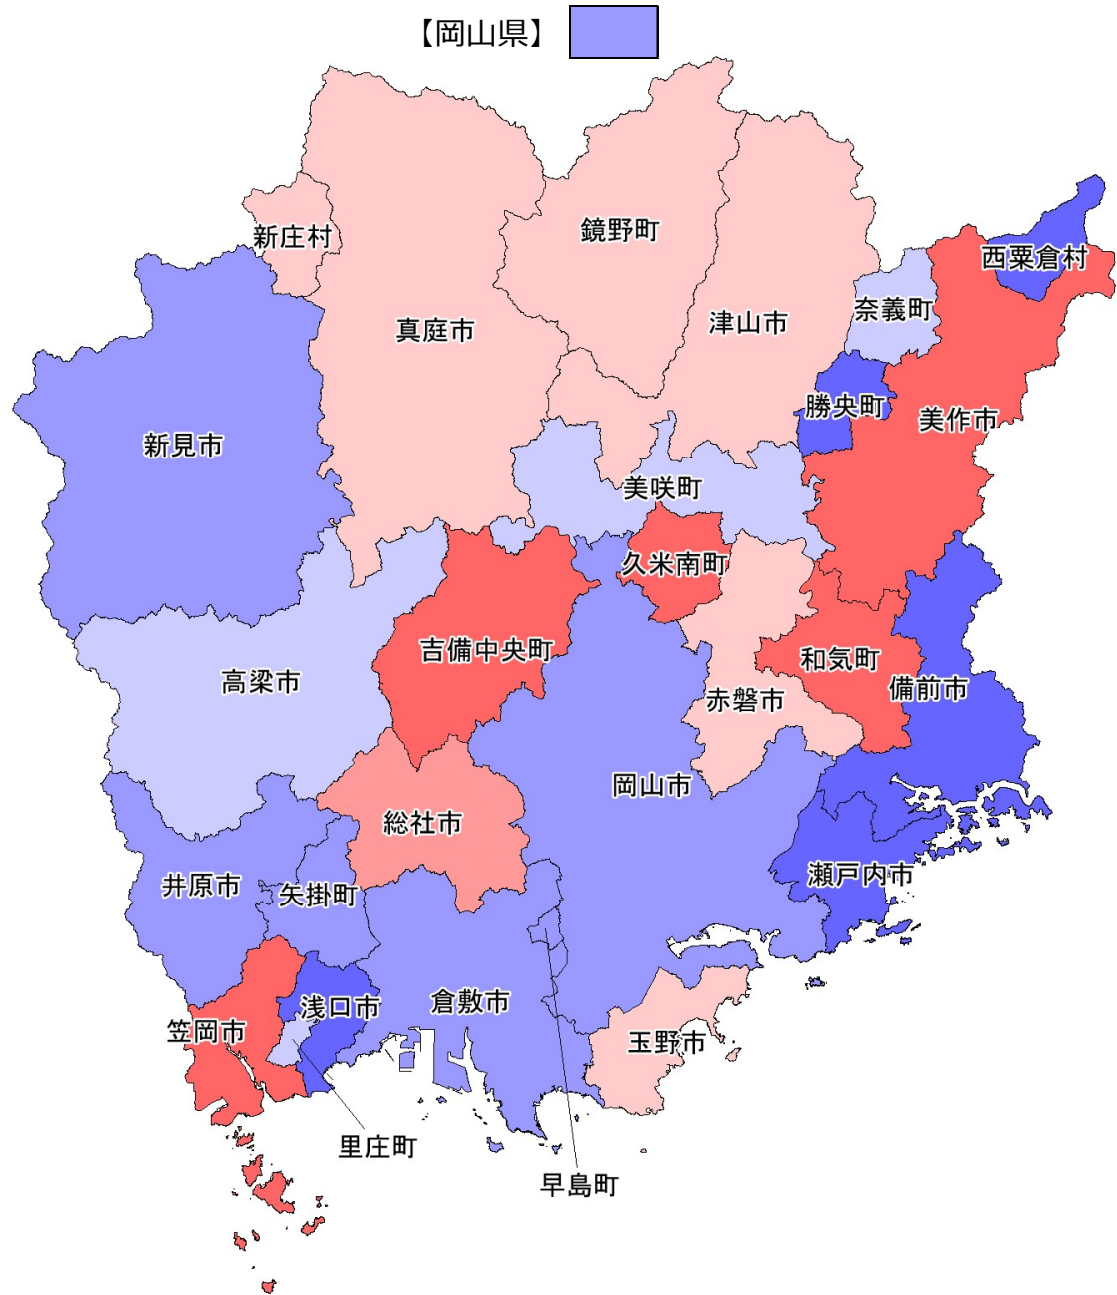 【岡山県】
鏡野町
新庄村
西粟倉村
奈義町
津山市
真庭市
勝央町
美作市
新見市
美咲町
久米南町
吉備中央町
和気町
高梁市
備前市
赤磐市
岡山市
総社市
瀬戸内市
井原市
矢掛町
倉敷市
浅口市
笠岡市
玉野市
里庄町
早島町